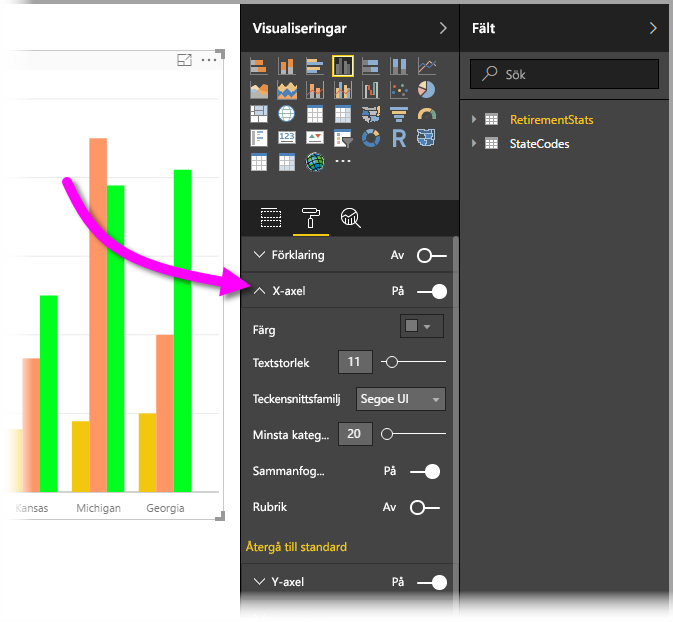 Visualiseringar
Fält
Sök
RetirementStats
StateCodes
123
R
Förklaring Av
X-axel På
Färg
Textstorlek 11
Teckensnittsfamilj Segoe UI
Minsta kateg... 20
Sammanfog... På
Rubrik Av
Återgå till standard
Y-axel På
Kansas Michigan Georgia